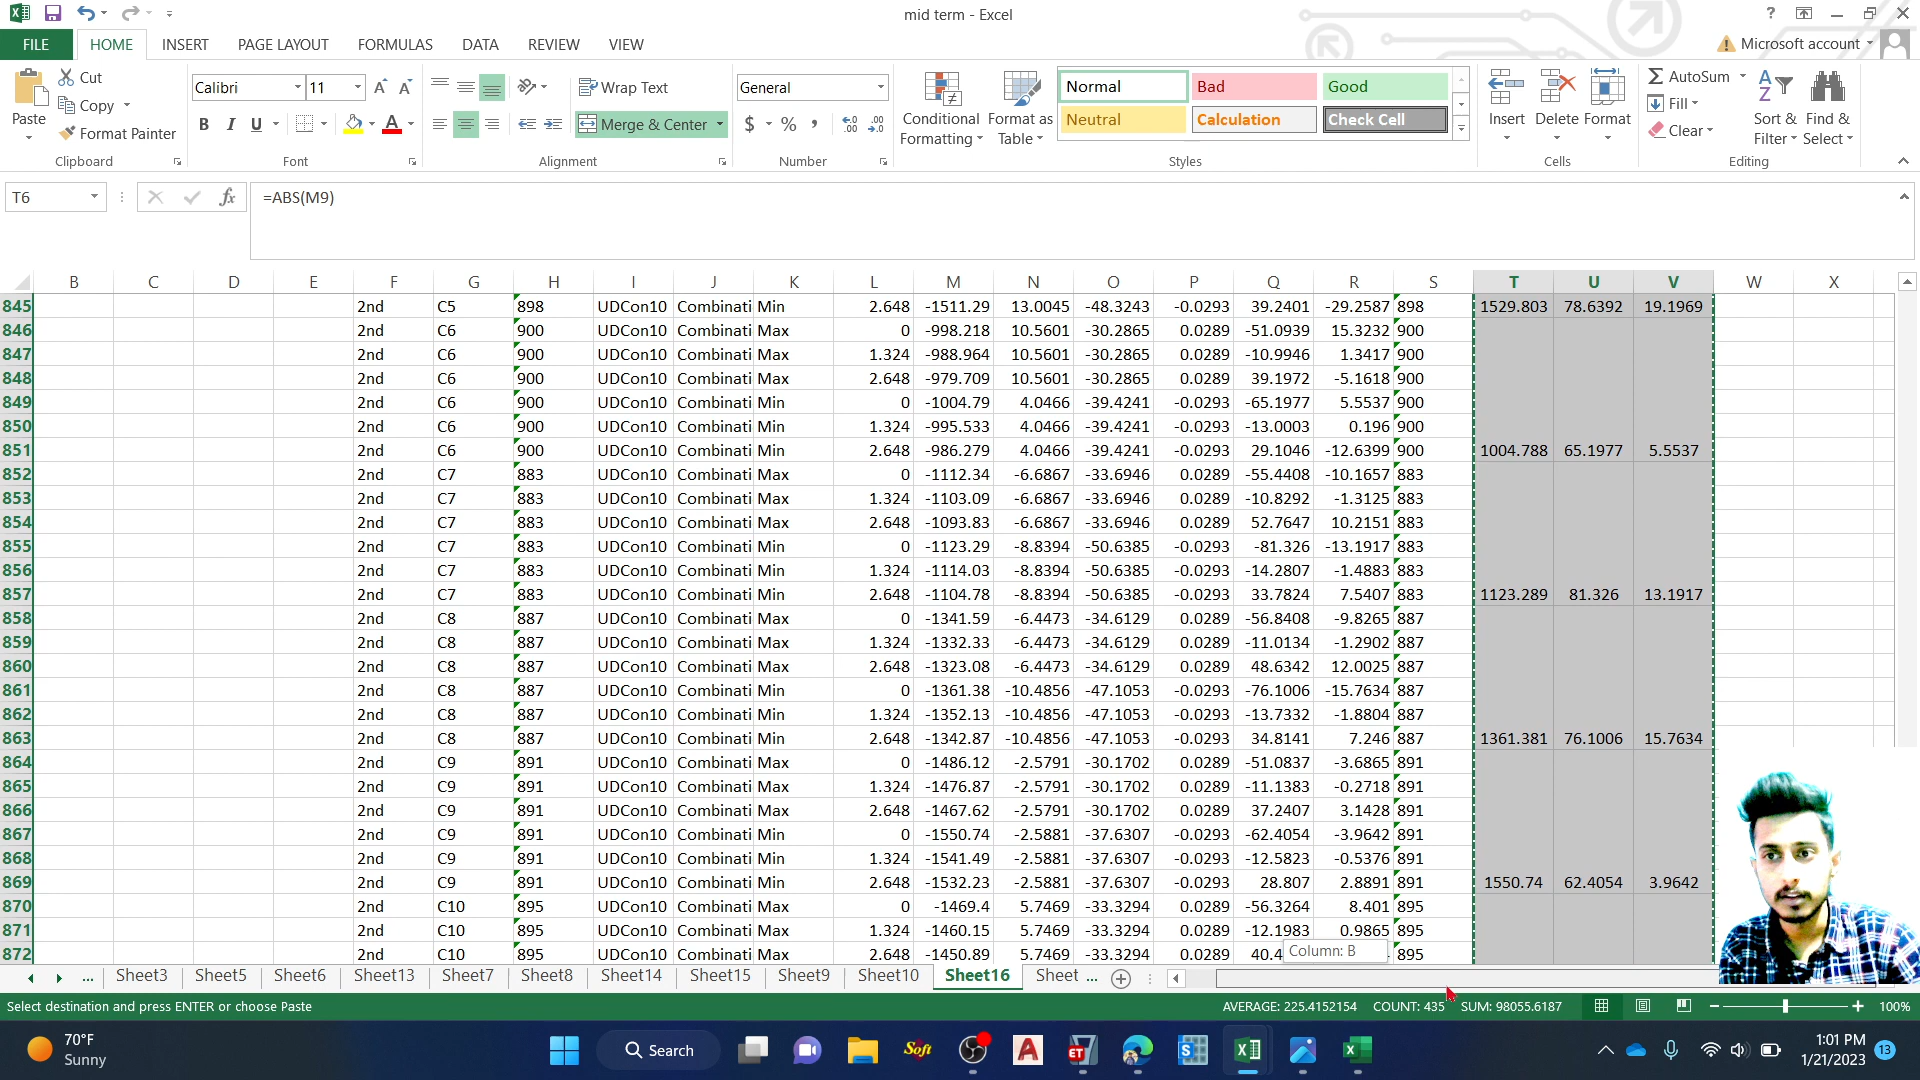 mid term - Excel
?
FILE HOME INSERT PAGE LAYOUT FORMULAS DATA REVIEW VIEW Microsoft account
Paste Cut Copy Format Painter
Calibri 11 B I U
Wrap Text Merge & Center
General $ % ,
Conditional Formatting Format as Table
Normal Bad Good
Neutral Calculation Check Cell
Insert Delete Format
AutoSum Fill Clear Sort & Filter Find & Select
Clipboard Font Alignment Number Styles Cells Editing
T6 fx =ABS(M9)
B C D E F G H I J K L M N O P Q R S T U V W X
845 2nd C5 898 UDCon10 Combinati Min 2.648 -1511.29 13.0045 -48.3243 -0.0293 39.2401 -29.2587 898 1529.803 78.6392 19.1969
846 2nd C6 900 UDCon10 Combinati Max 0 -998.218 10.5601 -30.2865 0.0289 -51.0939 15.3232 900
847 2nd C6 900 UDCon10 Combinati Max 1.324 -988.964 10.5601 -30.2865 0.0289 -10.9946 1.3417 900
848 2nd C6 900 UDCon10 Combinati Max 2.648 -979.709 10.5601 -30.2865 0.0289 39.1972 -5.1618 900
849 2nd C6 900 UDCon10 Combinati Min 0 -1004.79 4.0466 -39.4241 -0.0293 -65.1977 5.5537 900
850 2nd C6 900 UDCon10 Combinati Min 1.324 -995.533 4.0466 -39.4241 -0.0293 -13.0003 0.196 900
851 2nd C6 900 UDCon10 Combinati Min 2.648 -986.279 4.0466 -39.4241 -0.0293 29.1046 -12.6399 900 1004.788 65.1977 5.5537
852 2nd C7 883 UDCon10 Combinati Max 0 -1112.34 -6.6867 -33.6946 0.0289 -55.4408 -10.1657 883
853 2nd C7 883 UDCon10 Combinati Max 1.324 -1103.09 -6.6867 -33.6946 0.0289 -10.8292 -1.3125 883
854 2nd C7 883 UDCon10 Combinati Max 2.648 -1093.83 -6.6867 -33.6946 0.0289 52.7647 10.2151 883
855 2nd C7 883 UDCon10 Combinati Min 0 -1123.29 -8.8394 -50.6385 -0.0293 -81.326 -13.1917 883
856 2nd C7 883 UDCon10 Combinati Min 1.324 -1114.03 -8.8394 -50.6385 -0.0293 -14.2807 -1.4883 883
857 2nd C7 883 UDCon10 Combinati Min 2.648 -1104.78 -8.8394 -50.6385 -0.0293 33.7824 7.5407 883 1123.289 81.326 13.1917
858 2nd C8 887 UDCon10 Combinati Max 0 -1341.59 -6.4473 -34.6129 0.0289 -56.8408 -9.8265 887
859 2nd C8 887 UDCon10 Combinati Max 1.324 -1332.33 -6.4473 -34.6129 0.0289 -11.0134 -1.2902 887
860 2nd C8 887 UDCon10 Combinati Max 2.648 -1323.08 -6.4473 -34.6129 0.0289 48.6342 12.0025 887
861 2nd C8 887 UDCon10 Combinati Min 0 -1361.38 -10.4856 -47.1053 -0.0293 -76.1006 -15.7634 887
862 2nd C8 887 UDCon10 Combinati Min 1.324 -1352.13 -10.4856 -47.1053 -0.0293 -13.7332 -1.8804 887
863 2nd C8 887 UDCon10 Combinati Min 2.648 -1342.87 -10.4856 -47.1053 -0.0293 34.8141 7.246 887 1361.381 76.1006 15.7634
864 2nd C9 891 UDCon10 Combinati Max 0 -1486.12 -2.5791 -30.1702 0.0289 -51.0837 -3.6865 891
865 2nd C9 891 UDCon10 Combinati Max 1.324 -1476.87 -2.5791 -30.1702 0.0289 -11.1383 -0.2718 891
866 2nd C9 891 UDCon10 Combinati Max 2.648 -1467.62 -2.5791 -30.1702 0.0289 37.2407 3.1428 891
867 2nd C9 891 UDCon10 Combinati Min 0 -1550.74 -2.5881 -37.6307 -0.0293 -62.4054 -3.9642 891
868 2nd C9 891 UDCon10 Combinati Min 1.324 -1541.49 -2.5881 -37.6307 -0.0293 -12.5823 -0.5376 891
869 2nd C9 891 UDCon10 Combinati Min 2.648 -1532.23 -2.5881 -37.6307 -0.0293 28.807 2.8891 891 1550.74 62.4054 3.9642
870 2nd C10 895 UDCon10 Combinati Max 0 -1469.4 5.7469 -33.3294 0.0289 -56.3264 8.401 895
871 2nd C10 895 UDCon10 Combinati Max 1.324 -1460.15 5.7469 -33.3294 0.0289 -12.1983 0.9865 895
872 2nd C10 895 UDCon10 Combinati Max 2.648 -1450.89 5.7469 -33.3294 0.0289 40.4 895
Column: B
... Sheet3 Sheet5 Sheet6 Sheet13 Sheet7 Sheet8 Sheet14 Sheet15 Sheet9 Sheet10 Sheet16 Sheet ...
Select destination and press ENTER or choose Paste AVERAGE: 225.4152154 COUNT: 435 SUM: 98055.6187 100%
70°F
Sunny
Search
Soft
A
ET
S
1:01 PM
1/21/2023
13